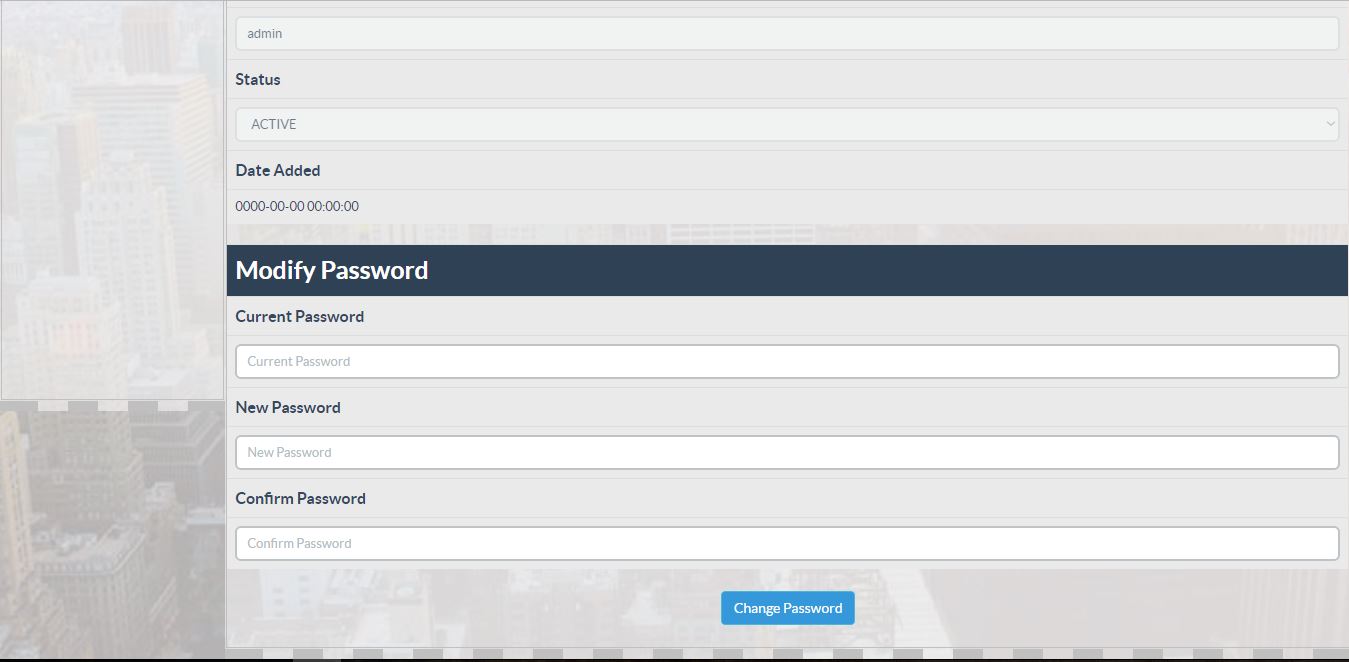 admin
Status
ACTIVE
Date Added
0000-00-00 00:00:00
Modify Password
Current Password
Current Password
New Password
New Password
Confirm Password
Confirm Password
Change Password